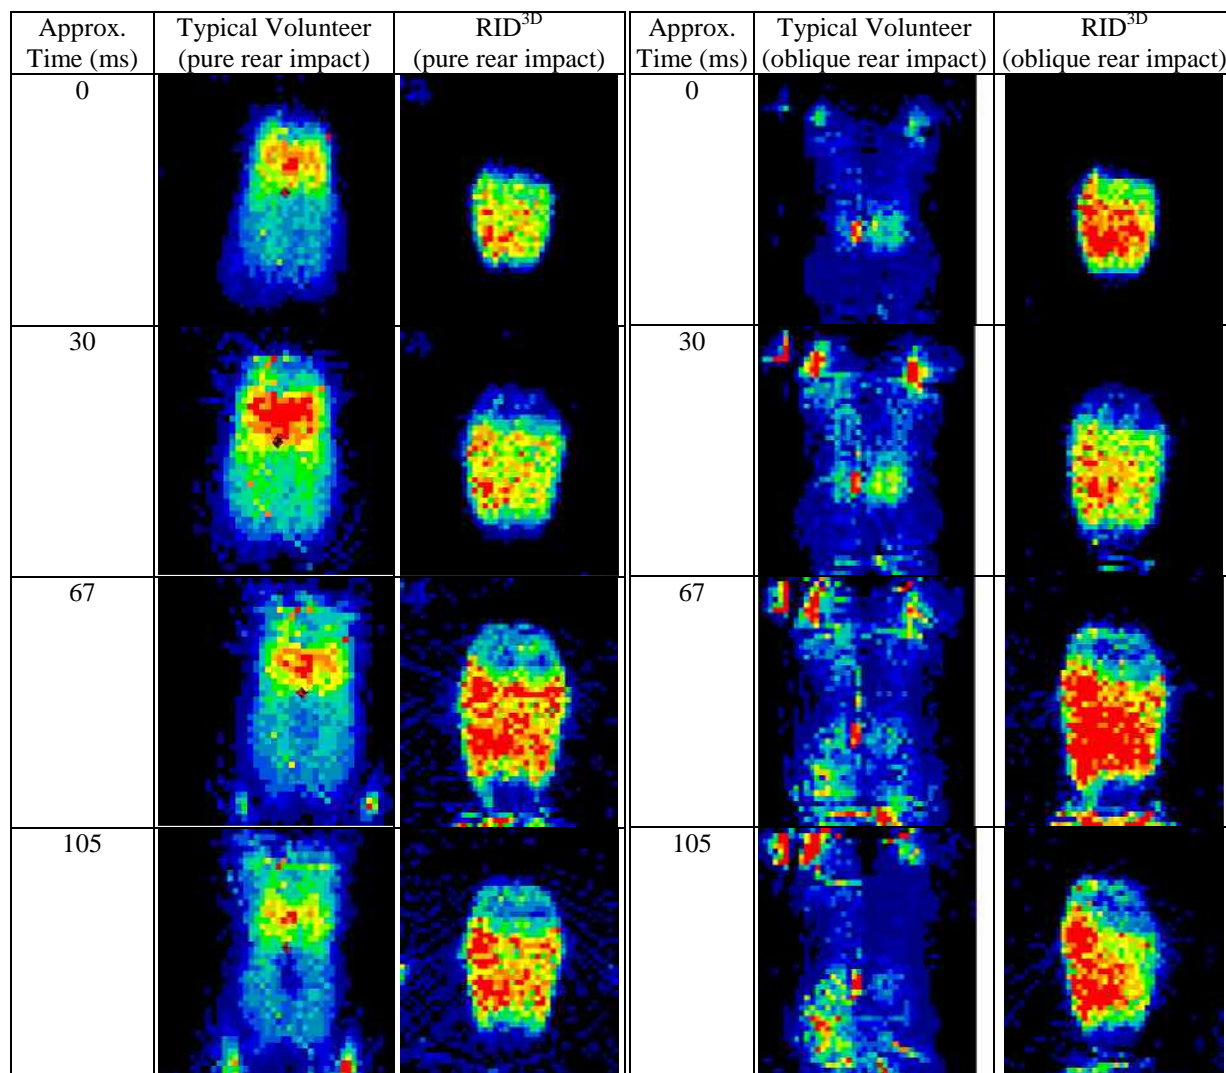 Approx. Typical Volunteer RID3D Approx. Typical Volunteer RID3D
Time (ms) (pure rear impact) (pure rear impact) Time (ms) (oblique rear impact) (oblique rear impact)
0 0
30 30
67 67
105 105